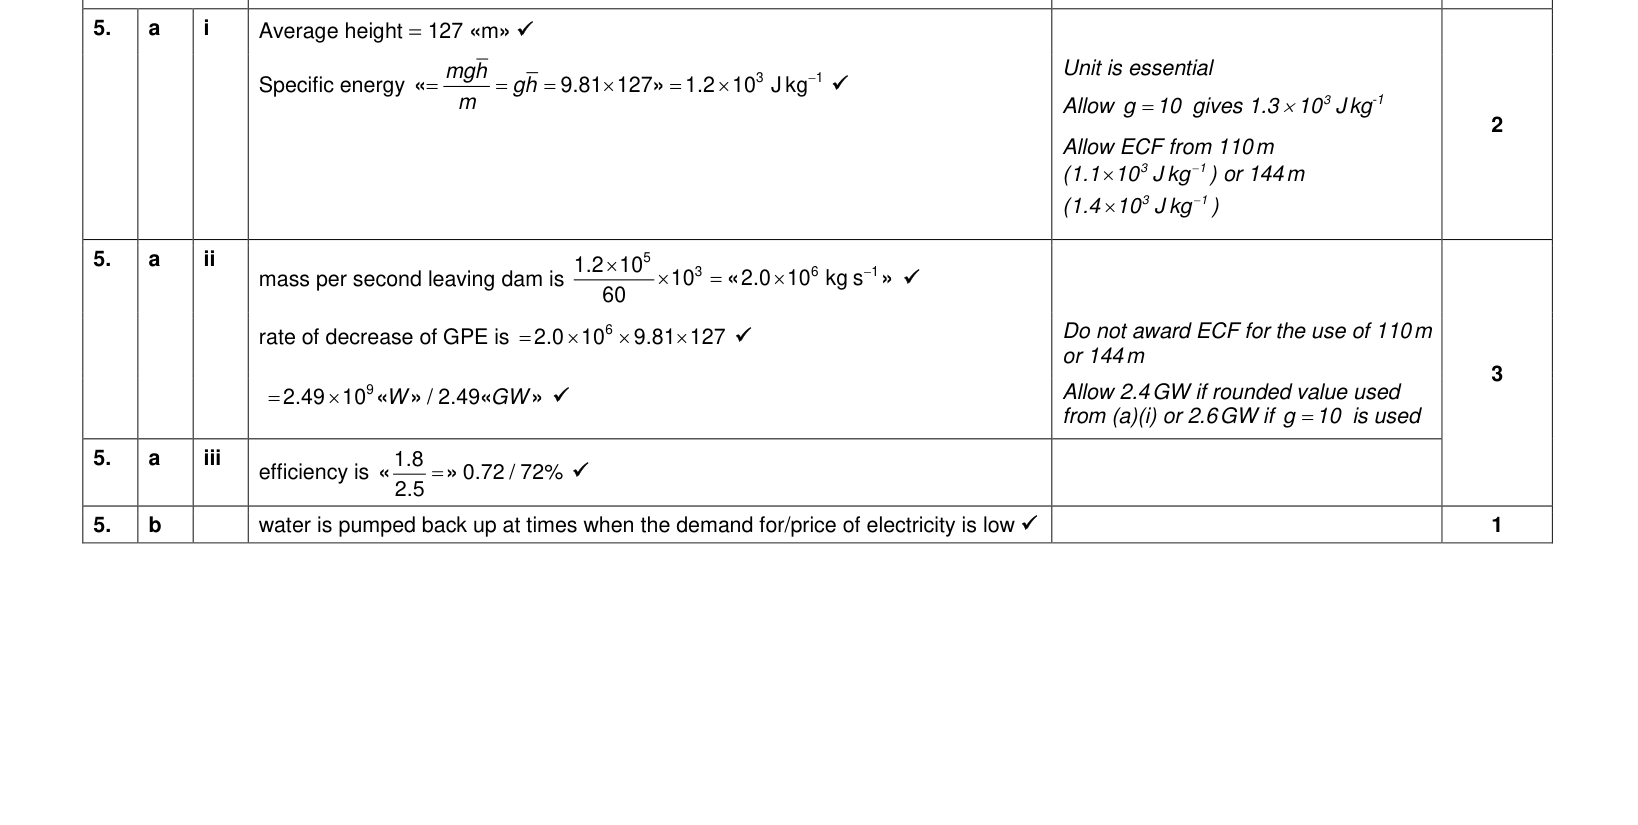 5. a i Average height = 127 «m» ✓
Specific energy «= mgh̅/m = gh̅ = 9.81×127» = 1.2×10³ J kg⁻¹ ✓
Unit is essential
Allow g = 10 gives 1.3×10³ J kg⁻¹
Allow ECF from 110 m
(1.1×10³ J kg⁻¹) or 144 m
(1.4×10³ J kg⁻¹)
2
5. a ii mass per second leaving dam is 1.2×10⁵/60 ×10³ = «2.0×10⁶ kg s⁻¹» ✓
rate of decrease of GPE is =2.0×10⁶ ×9.81×127 ✓
=2.49×10⁹ «W» / 2.49«GW» ✓
Do not award ECF for the use of 110 m
or 144 m
Allow 2.4 GW if rounded value used
from (a)(i) or 2.6 GW if g = 10 is used
3
5. a iii efficiency is «1.8/2.5 =» 0.72 / 72% ✓
5. b water is pumped back up at times when the demand for/price of electricity is low ✓
1